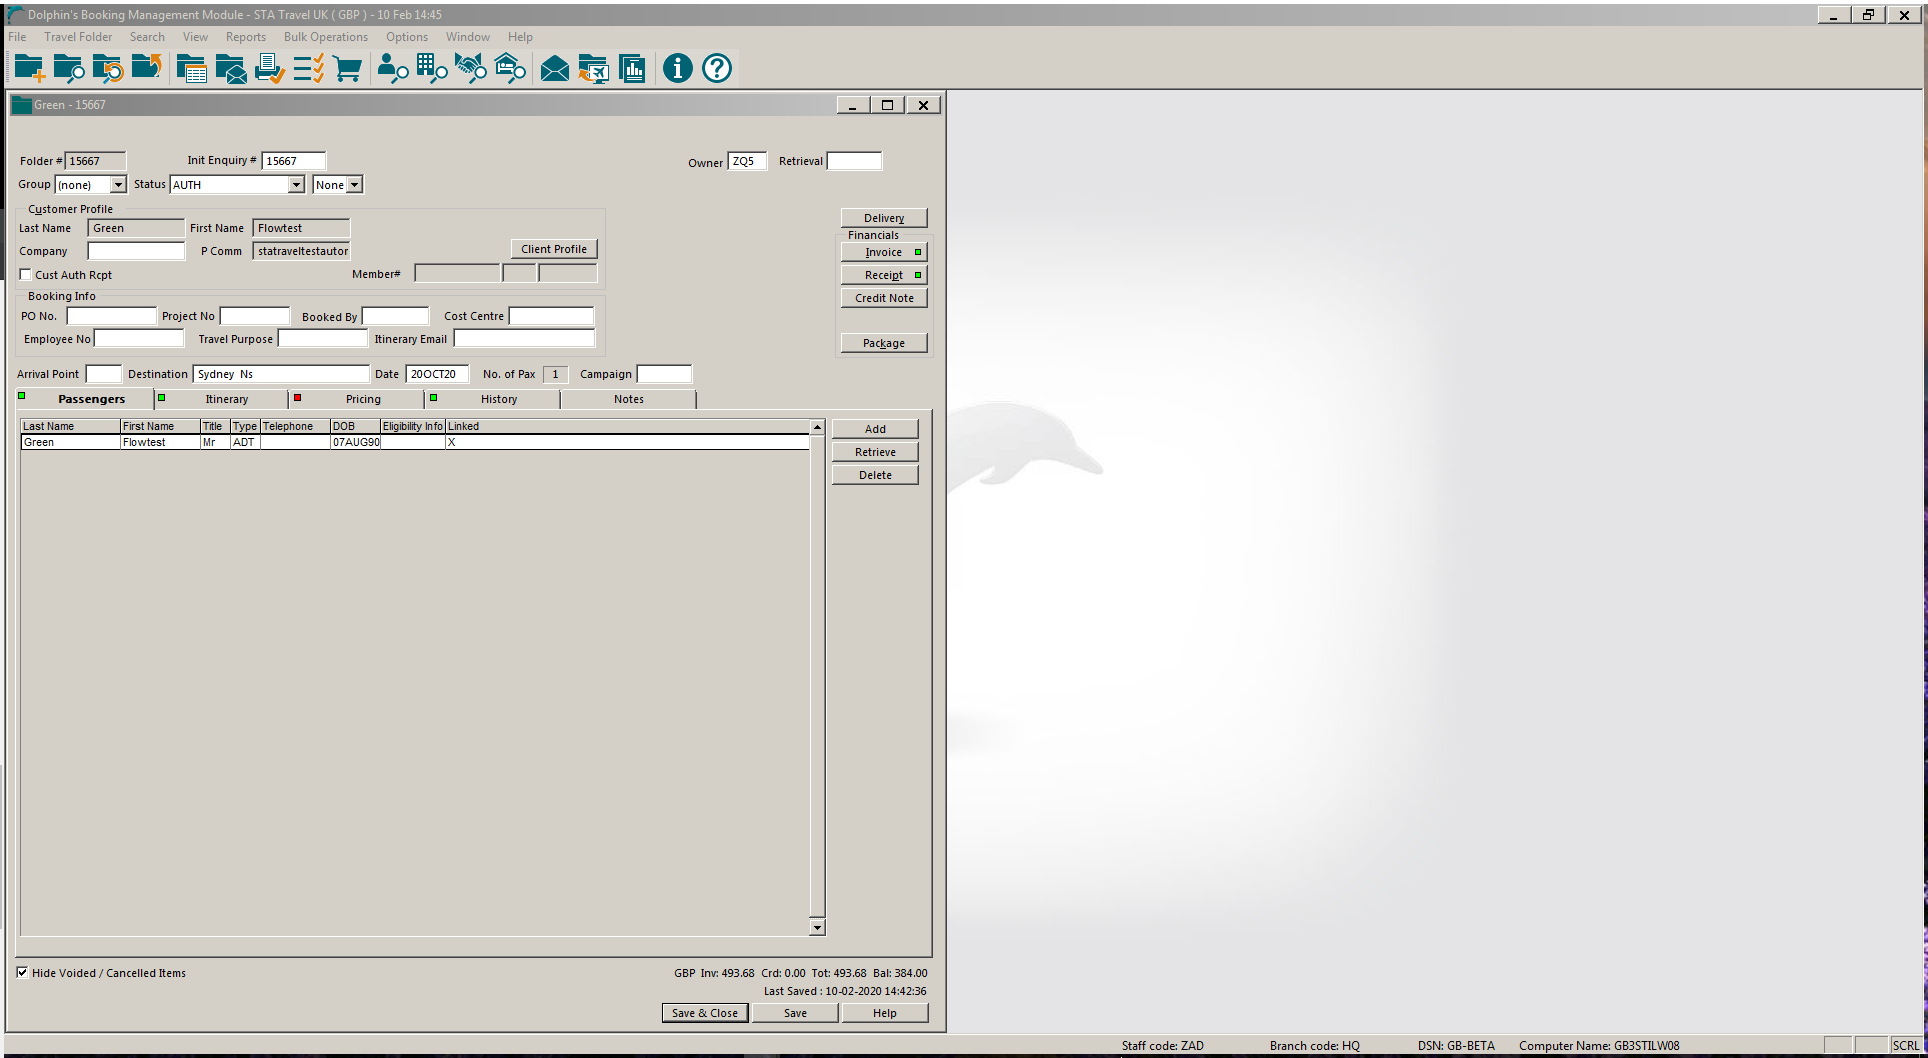 Dolphin's Booking Management Module - STA Travel UK ( GBP ) - 10 Feb 14:45
File Travel Folder Search View Reports Bulk Operations Options Window Help
Green - 15667
Folder # 15667 Init Enquiry # 15667 Owner ZQ5 Retrieval
Group (none) Status AUTH None
Customer Profile
Last Name Green First Name Flowtest
Company P Comm statraveltestautor Client Profile
Cust Auth Rcpt Member#
Delivery
Financials
Invoice
Receipt
Credit Note
Package
Booking Info
PO No. Project No Booked By Cost Centre
Employee No Travel Purpose Itinerary Email
Arrival Point Destination Sydney Ns Date 20OCT20 No. of Pax 1 Campaign
Passengers Itinerary Pricing History Notes
Last Name First Name Title Type Telephone DOB Eligibility Info Linked
Green Flowtest Mr ADT 07AUG90 X
Add
Retrieve
Delete
Hide Voided / Cancelled Items GBP Inv: 493.68 Crd: 0.00 Tot: 493.68 Bal: 384.00
Last Saved : 10-02-2020 14:42:36
Save & Close Save Help
Staff code: ZAD Branch code: HQ DSN: GB-BETA Computer Name: GB3STILW08 SCRL